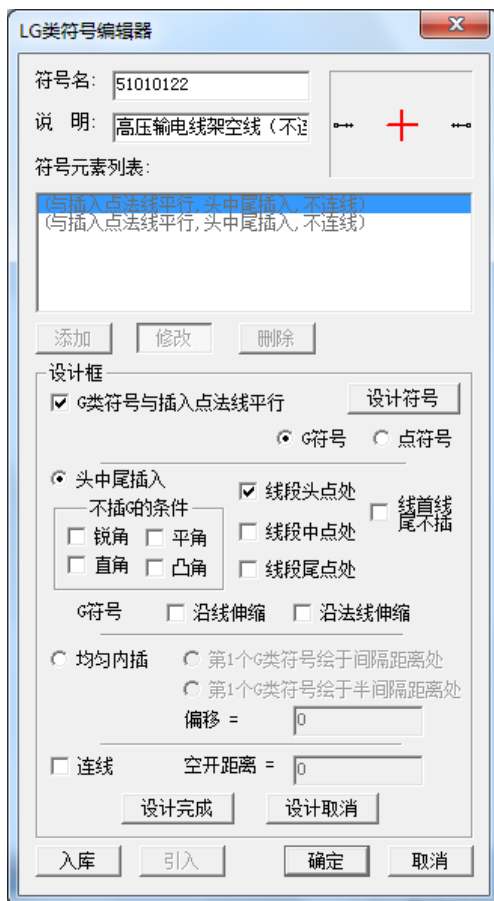 LG类符号编辑器
符号名: 51010122
说 明: 高压输电线架空线（不
符号元素列表:
(与插入点法线平行,头中尾插入,不连线)
(与插入点法线平行,头中尾插入,不连线)
添加 修改 删除
设计框
G类符号与插入点法线平行 设计符号
G符号 点符号
头中尾插入
不插G的条件
锐角 平角
直角 凸角
线段头点处
线段中点处
线段尾点处
线首线
尾不插
G符号 沿线伸缩 沿法线伸缩
均匀内插 第1个G类符号绘于间隔距离处
第1个G类符号绘于半间隔距离处
偏移 = 0
连线 空开距离 = 0
设计完成 设计取消
入库 引入 确定 取消